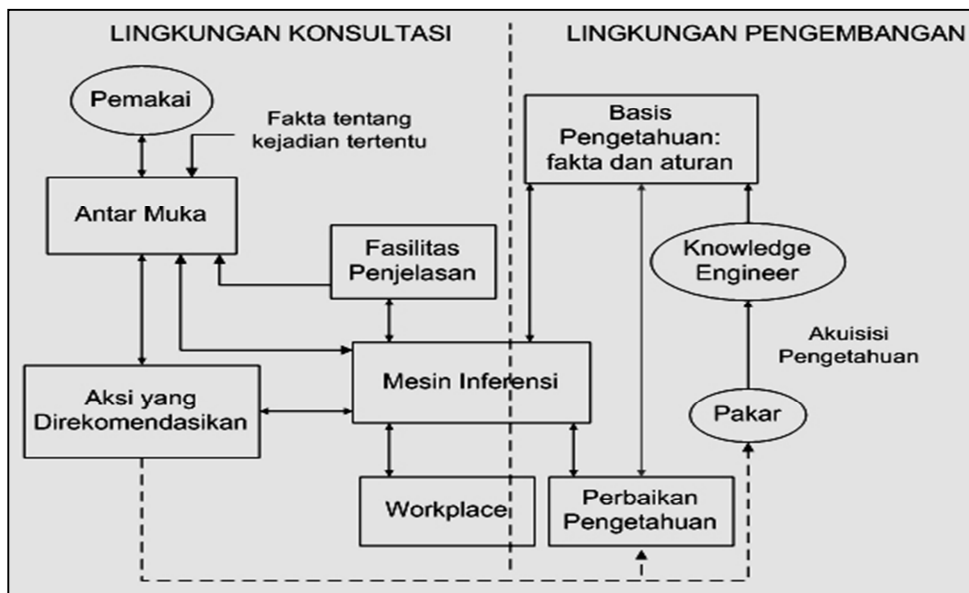 LINGKUNGAN KONSULTASI
LINGKUNGAN PENGEMBANGAN
Pemakai
Fakta tentang
kejadian tertentu
Antar Muka
Fasilitas
Penjelasan
Aksi yang
Direkomendasikan
Mesin Inferensi
Workplace
Basis
Pengetahuan:
fakta dan aturan
Knowledge
Engineer
Akuisisi
Pengetahuan
Pakar
Perbaikan
Pengetahuan